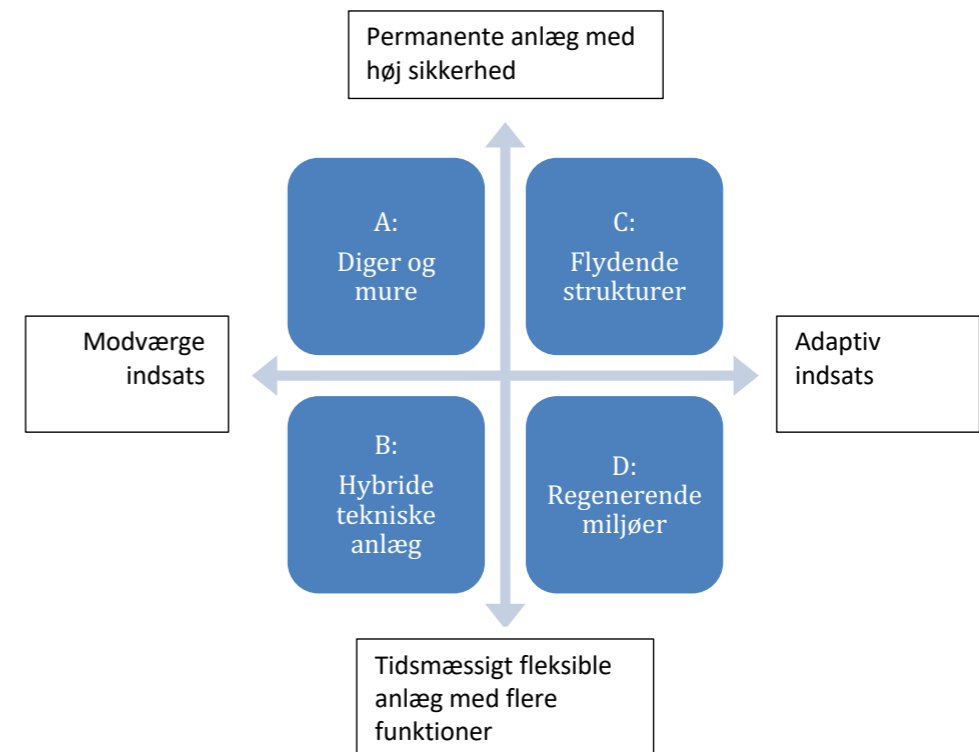 Permanente anlæg med
høj sikkerhed
A:
Diger og
mure
C:
Flydende
strukturer
Modværge
indsats
Adaptiv
indsats
B:
Hybride
tekniske
anlæg
D:
Regenerende
miljøer
Tidsmæssigt fleksible
anlæg med flere
funktioner